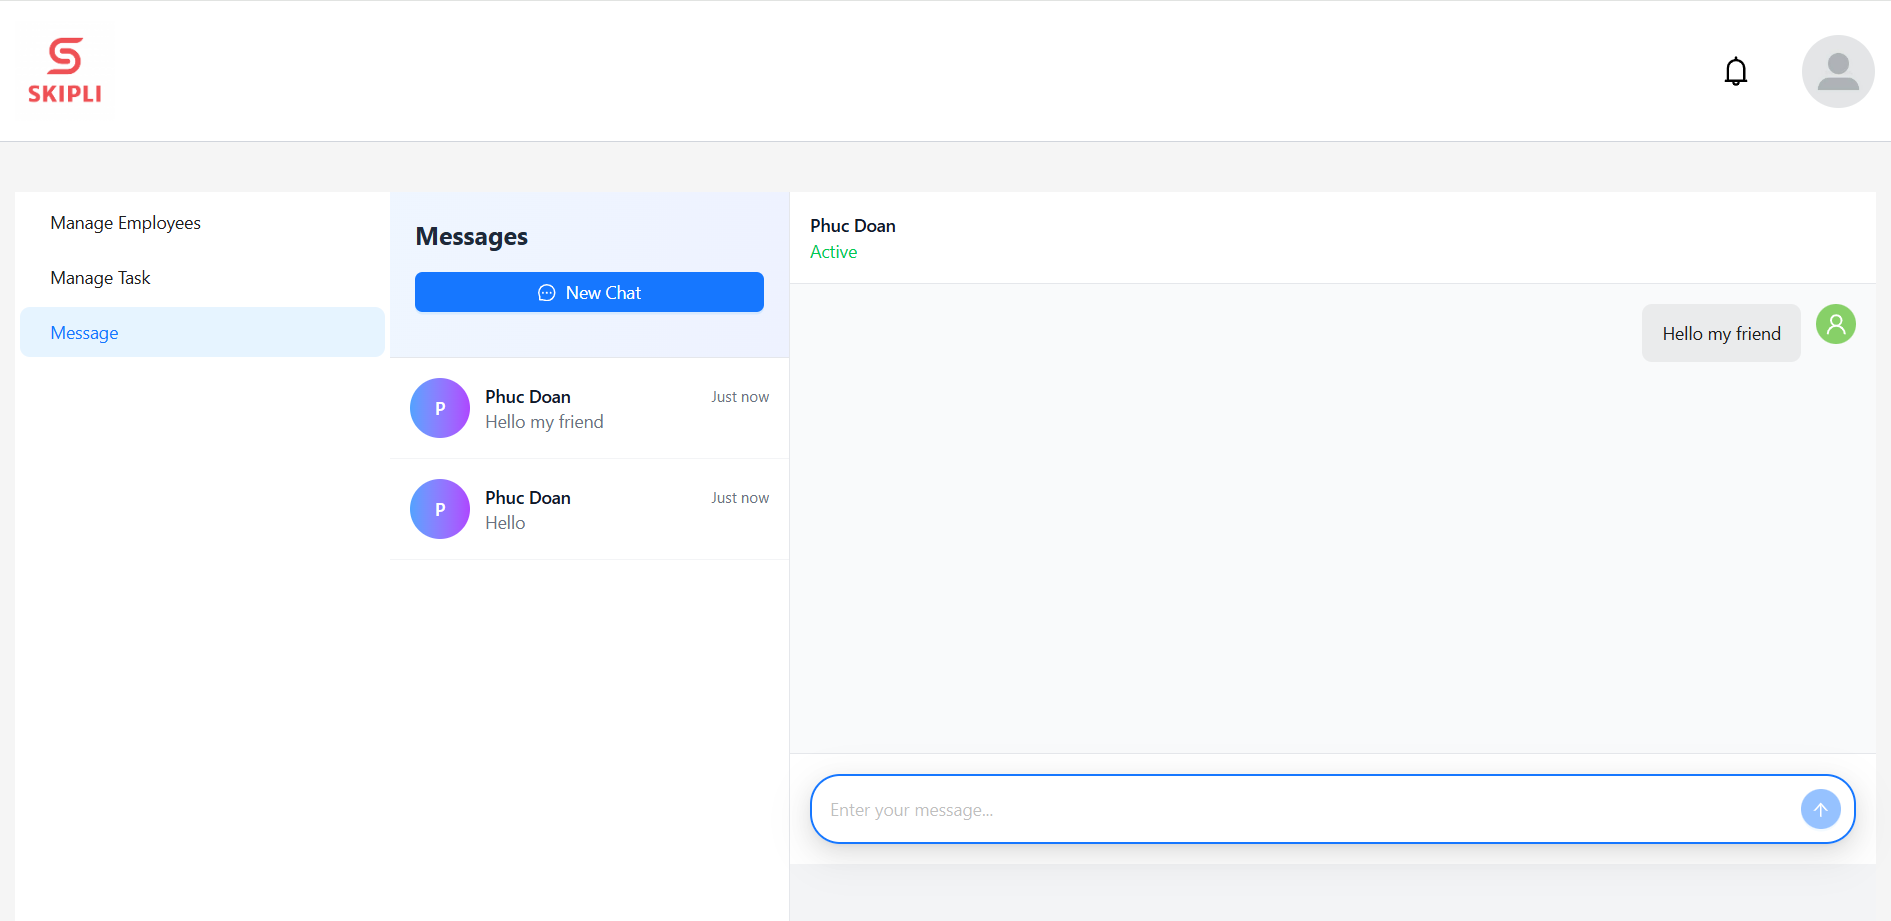 SKIPLI
Manage Employees
Manage Task
Message
Messages
New Chat
P
Phuc Doan
Just now
Hello my friend
P
Phuc Doan
Just now
Hello
Phuc Doan
Active
Hello my friend
Enter your message...